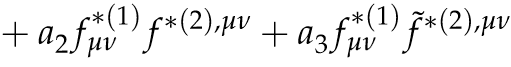 $+ \, a_2 f^{*(1)}_{\mu\nu} f^{*(2),\mu\nu} + a_3 f^{*(1)}_{\mu\nu} \tilde{f}^{*(2),\mu\nu}$